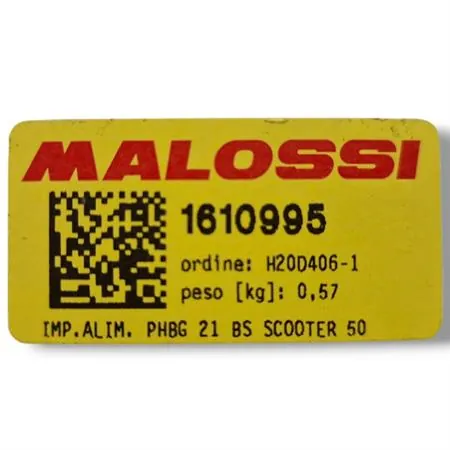 MALOSSI
1610995
ordine: H20D406-1
peso [kg]: 0,57
IMP.ALIM. PHBG 21 BS SCOOTER 50